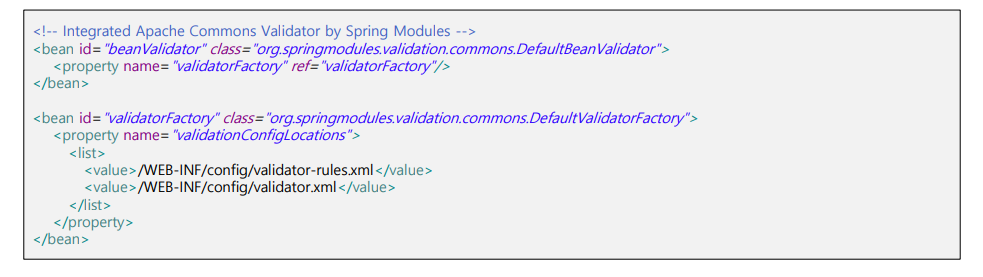 <!-- Integrated Apache Commons Validator by Spring Modules -->
<bean id="beanValidator" class="org.springmodules.validation.commons.DefaultBeanValidator">
<property name="validatorFactory" ref="validatorFactory"/>
</bean>
<bean id="validatorFactory" class="org.springmodules.validation.commons.DefaultValidatorFactory">
<property name="validationConfigLocations">
<list>
<value>/WEB-INF/config/validator-rules.xml</value>
<value>/WEB-INF/config/validator.xml</value>
</list>
</property>
</bean>